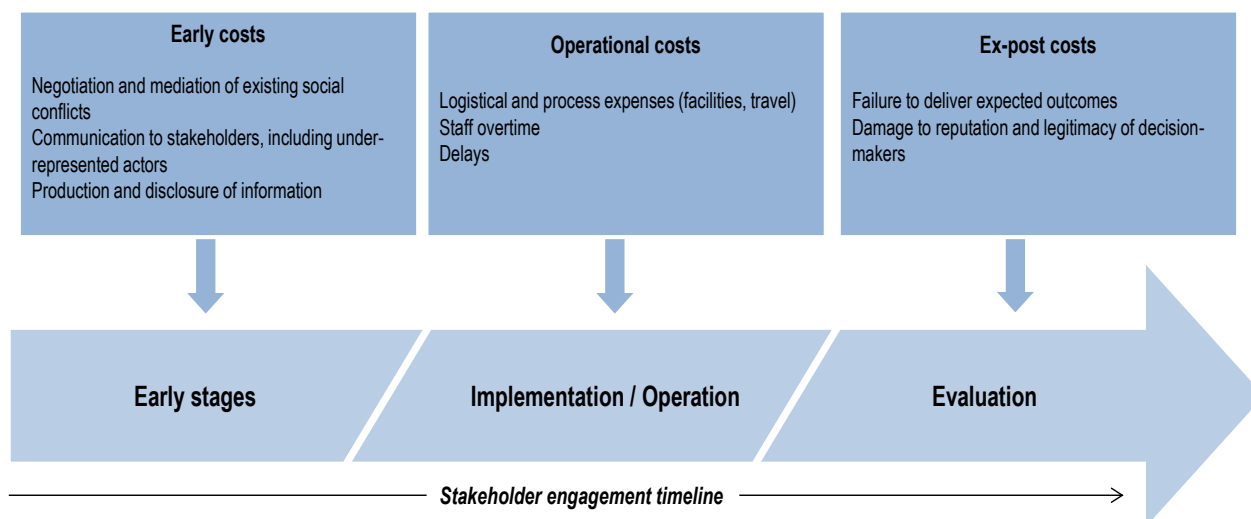 Early costs
Negotiation and mediation of existing social
conflicts
Communication to stakeholders, including under-
represented actors
Production and disclosure of information
Operational costs
Logistical and process expenses (facilities, travel)
Staff overtime
Delays
Ex-post costs
Failure to deliver expected outcomes
Damage to reputation and legitimacy of decision-
makers
Early stages
Implementation / Operation
Evaluation
Stakeholder engagement timeline